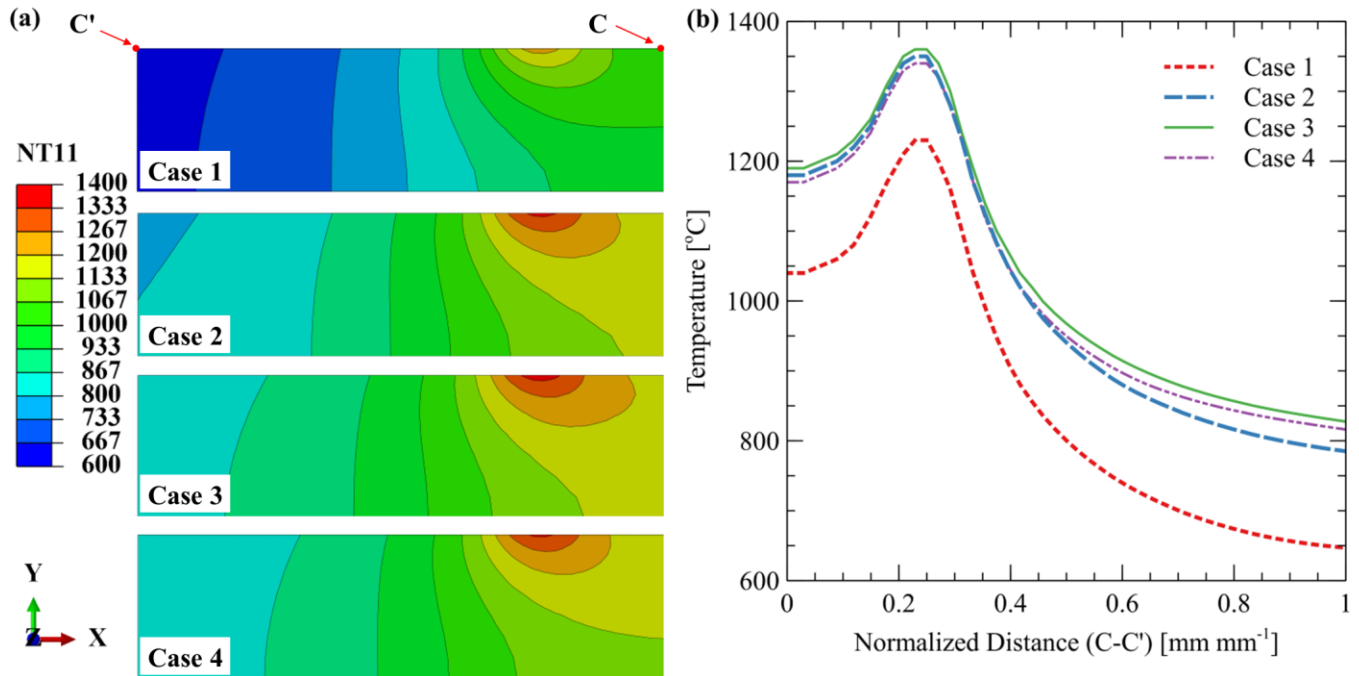 (a)
C'
C
NT11
1400
1333
1267
1200
1133
1067
1000
933
867
800
733
667
600
Case 1
Case 2
Case 3
Case 4
Y
Z
X
(b)
1400
1200
1000
800
600
Temperature [°C]
Case 1
Case 2
Case 3
Case 4
0 0.2 0.4 0.6 0.8 1
Normalized Distance (C-C') [mm mm⁻¹]